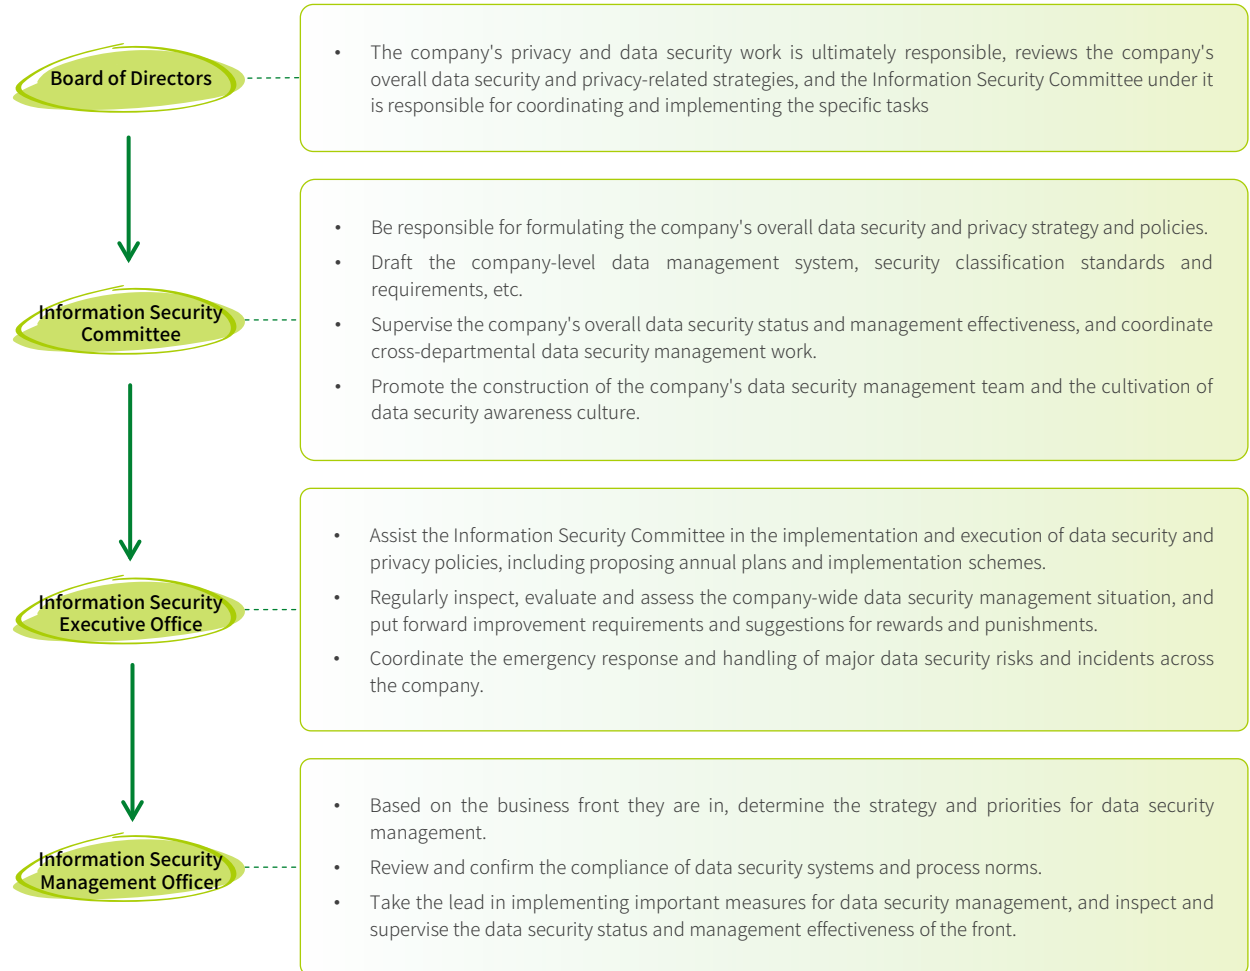 Board of Directors
• The company's privacy and data security work is ultimately responsible, reviews the company's
overall data security and privacy-related strategies, and the Information Security Committee under it
is responsible for coordinating and implementing the specific tasks
Information Security
Committee
• Be responsible for formulating the company's overall data security and privacy strategy and policies.
• Draft the company-level data management system, security classification standards and
requirements, etc.
• Supervise the company's overall data security status and management effectiveness, and coordinate
cross-departmental data security management work.
• Promote the construction of the company's data security management team and the cultivation of
data security awareness culture.
Information Security
Executive Office
• Assist the Information Security Committee in the implementation and execution of data security and
privacy policies, including proposing annual plans and implementation schemes.
• Regularly inspect, evaluate and assess the company-wide data security management situation, and
put forward improvement requirements and suggestions for rewards and punishments.
• Coordinate the emergency response and handling of major data security risks and incidents across
the company.
Information Security
Management Officer
• Based on the business front they are in, determine the strategy and priorities for data security
management.
• Review and confirm the compliance of data security systems and process norms.
• Take the lead in implementing important measures for data security management, and inspect and
supervise the data security status and management effectiveness of the front.